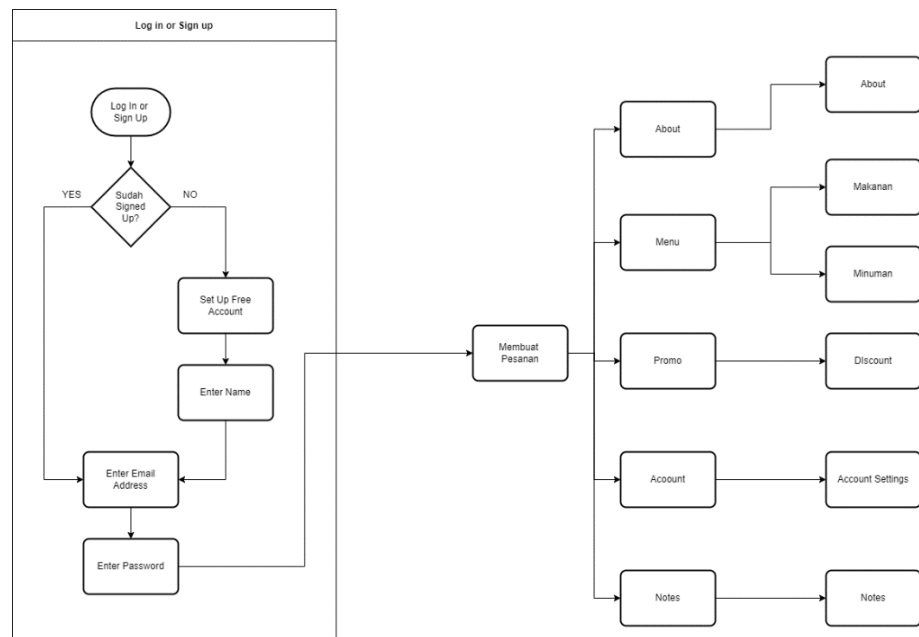 Log in or Sign up
Log In or
Sign Up
YES
Sudah
Signed
Up?
NO
Set Up Free
Account
Enter Name
Enter Email
Address
Enter Password
Membuat
Pesanan
About
About
Menu
Makanan
Minuman
Promo
DIscount
Acoount
Account Settings
Notes
Notes